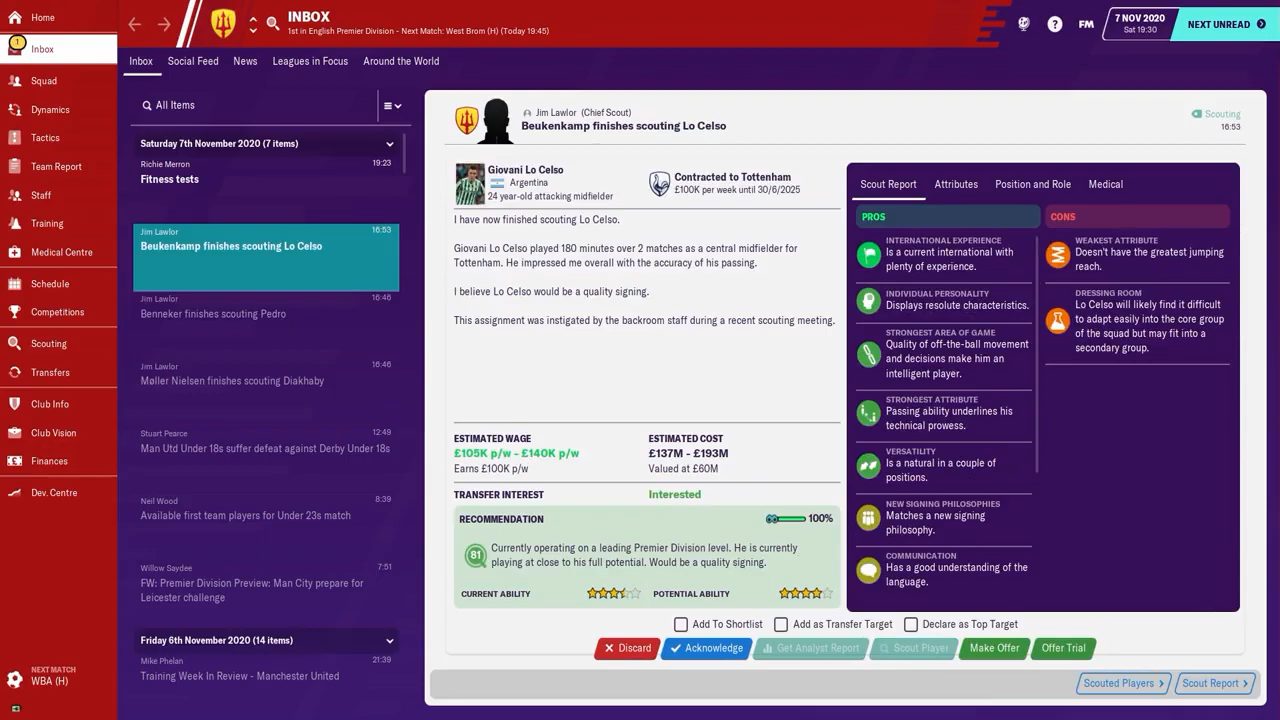 Home
1
Inbox
Squad
Dynamics
Tactics
Team Report
Staff
Training
Medical Centre
Schedule
Competitions
Scouting
Transfers
Club Info
Club Vision
Finances
Dev. Centre
NEXT MATCH
WBA (H)
INBOX
1st in English Premier Division - Next Match: West Brom (H) (Today 19:45)
?
FM
7 NOV 2020
Sat 19:30
NEXT UNREAD
Inbox
Social Feed
News
Leagues in Focus
Around the World
All Items
Saturday 7th November 2020 (7 items)
Richie Merron 19:23
Fitness tests
Jim Lawlor 16:53
Beukenkamp finishes scouting Lo Celso
Jim Lawlor 16:46
Benneker finishes scouting Pedro
Jim Lawlor 16:46
Møller Nielsen finishes scouting Diakhaby
Stuart Pearce 12:49
Man Utd Under 18s suffer defeat against Derby Under 18s
Neil Wood 8:39
Available first team players for Under 23s match
Willow Saydee 7:51
FW: Premier Division Preview: Man City prepare for
Leicester challenge
Friday 6th November 2020 (14 items)
Mike Phelan 21:39
Training Week In Review - Manchester United
Jim Lawlor (Chief Scout)
Beukenkamp finishes scouting Lo Celso
Scouting
16:53
Giovani Lo Celso
Argentina
24 year-old attacking midfielder
Contracted to Tottenham
£100K per week until 30/6/2025
I have now finished scouting Lo Celso.
Giovani Lo Celso played 180 minutes over 2 matches as a central midfielder for
Tottenham. He impressed me overall with the accuracy of his passing.
I believe Lo Celso would be a quality signing.
This assignment was instigated by the backroom staff during a recent scouting meeting.
ESTIMATED WAGE
£105K p/w - £140K p/w
Earns £100K p/w
ESTIMATED COST
£137M - £193M
Valued at £60M
TRANSFER INTEREST
Interested
RECOMMENDATION
100%
81
Currently operating on a leading Premier Division level. He is currently
playing at close to his full potential. Would be a quality signing.
CURRENT ABILITY
POTENTIAL ABILITY
Scout Report
Attributes
Position and Role
Medical
PROS
INTERNATIONAL EXPERIENCE
Is a current international with
plenty of experience.
INDIVIDUAL PERSONALITY
Displays resolute characteristics.
STRONGEST AREA OF GAME
Quality of off-the-ball movement
and decisions make him an
intelligent player.
STRONGEST ATTRIBUTE
Passing ability underlines his
technical prowess.
VERSATILITY
Is a natural in a couple of
positions.
NEW SIGNING PHILOSOPHIES
Matches a new signing
philosophy.
COMMUNICATION
Has a good understanding of the
language.
CONS
WEAKEST ATTRIBUTE
Doesn't have the greatest jumping
reach.
DRESSING ROOM
Lo Celso will likely find it difficult
to adapt easily into the core group
of the squad but may fit into a
secondary group.
Add To Shortlist
Add as Transfer Target
Declare as Top Target
Discard
Acknowledge
Get Analyst Report
Scout Player
Make Offer
Offer Trial
Scouted Players
Scout Report